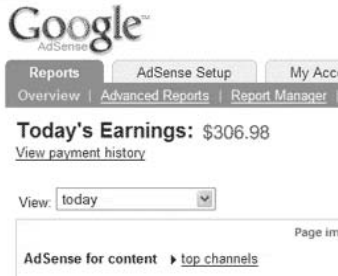 Google™
AdSense
Reports AdSense Setup My Acc
Overview | Advanced Reports | Report Manager |
Today's Earnings: $306.98
View payment history
View: today
Page im
AdSense for content top channels